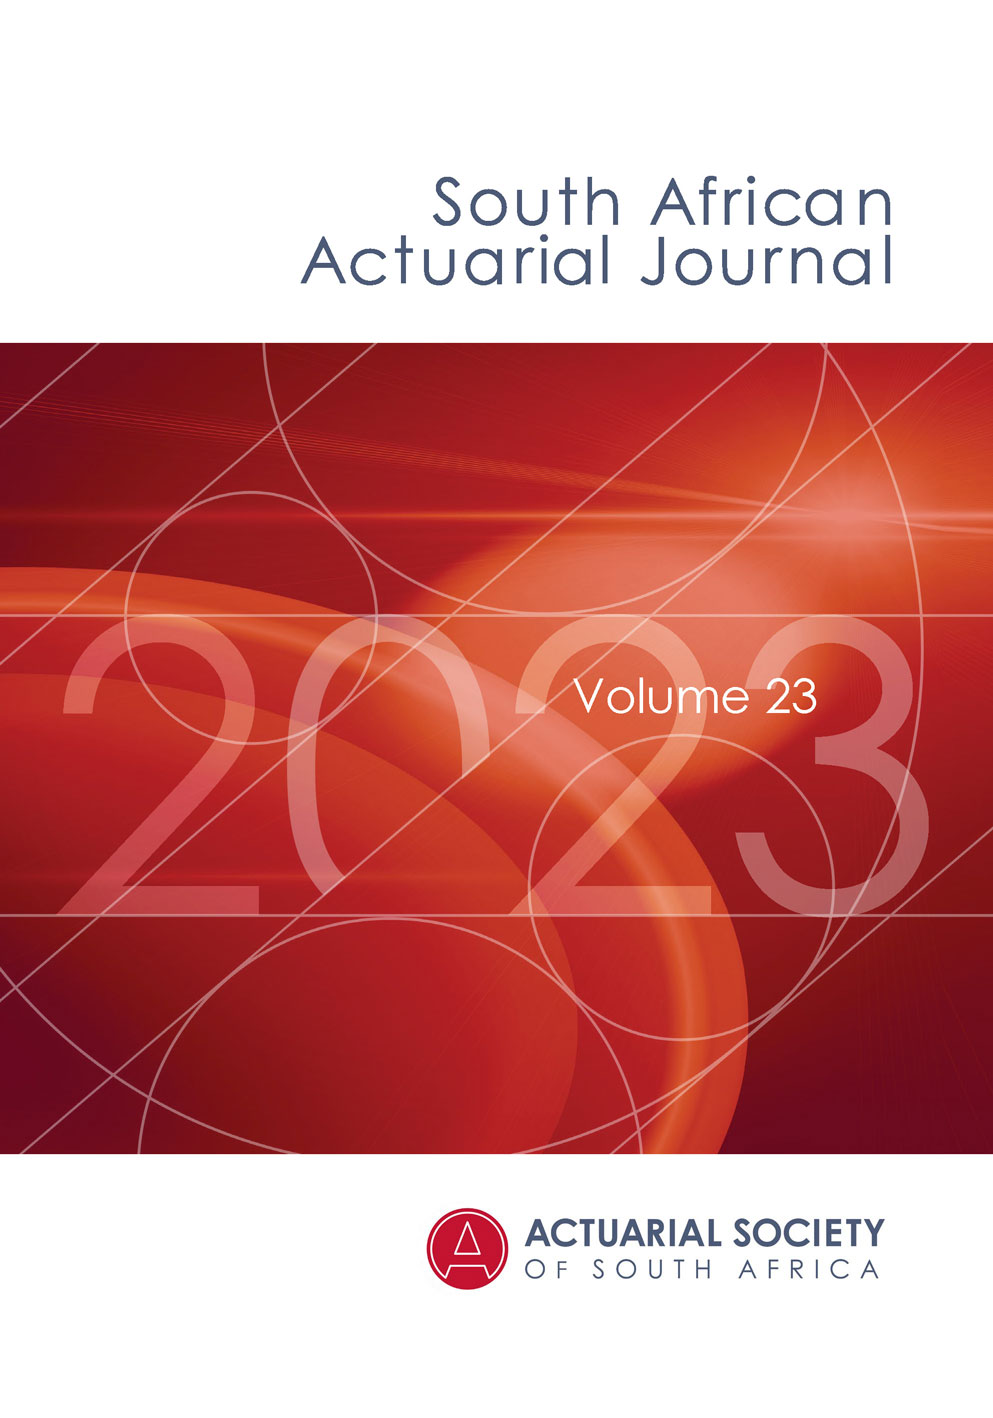 South African
Actuarial Journal
2023
Volume 23
ACTUARIAL SOCIETY
OF SOUTH AFRICA